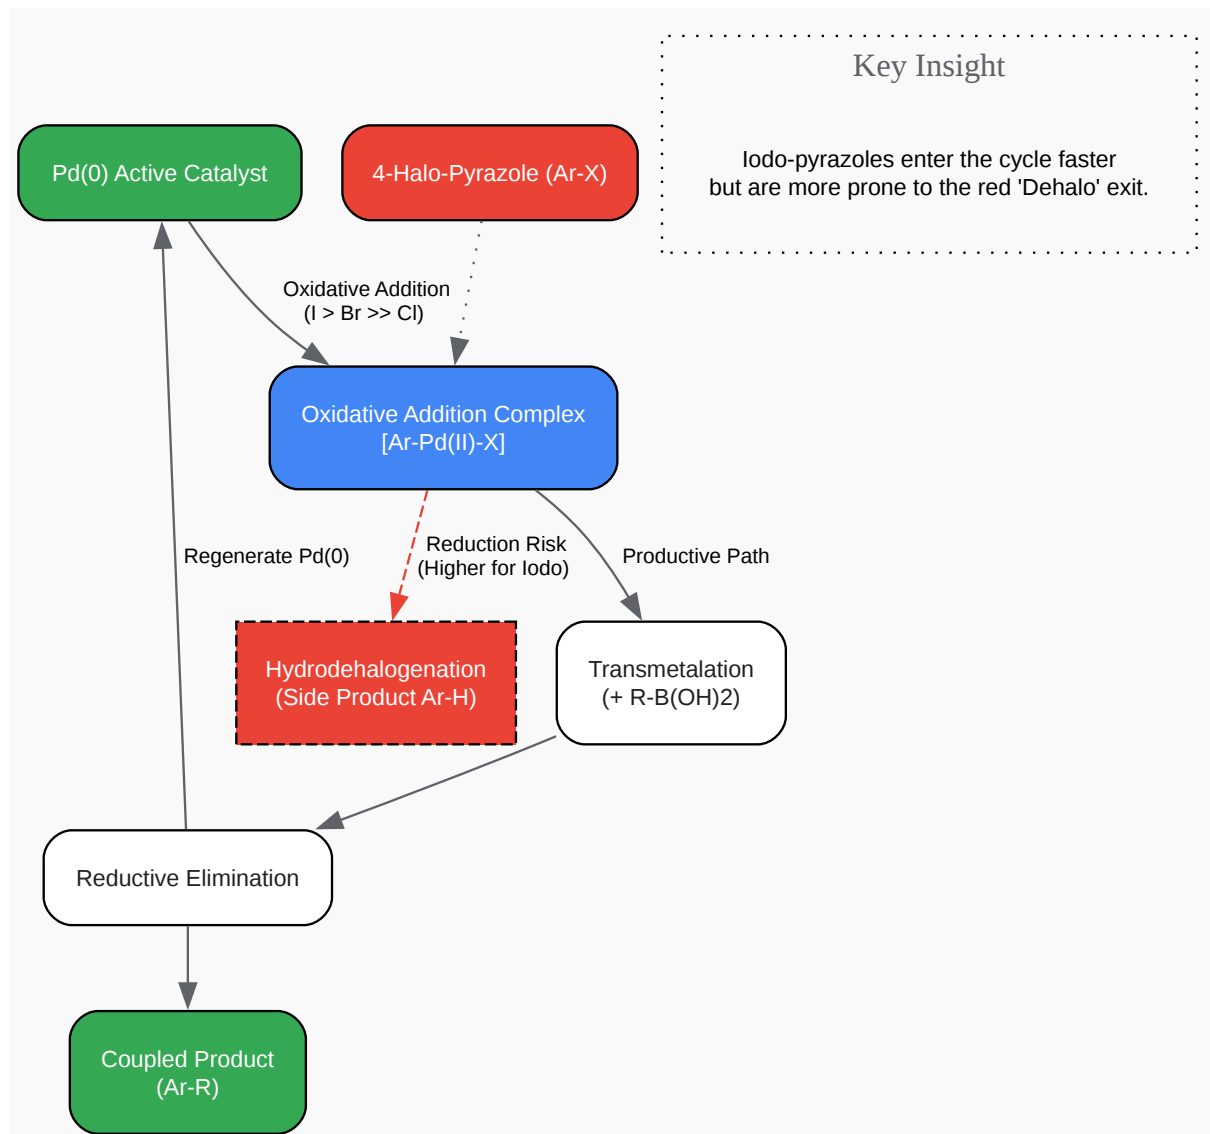 Key Insight
Iodo-pyrazoles enter the cycle faster
but are more prone to the red 'Dehalo' exit.
Pd(0) Active Catalyst
4-Halo-Pyrazole (Ar-X)
Oxidative Addition
(I > Br >> Cl)
Oxidative Addition Complex
[Ar-Pd(II)-X]
Regenerate Pd(0)
Reduction Risk
(Higher for Iodo)
Productive Path
Hydrodehalogenation
(Side Product Ar-H)
Transmetalation
(+ R-B(OH)2)
Reductive Elimination
Coupled Product
(Ar-R)